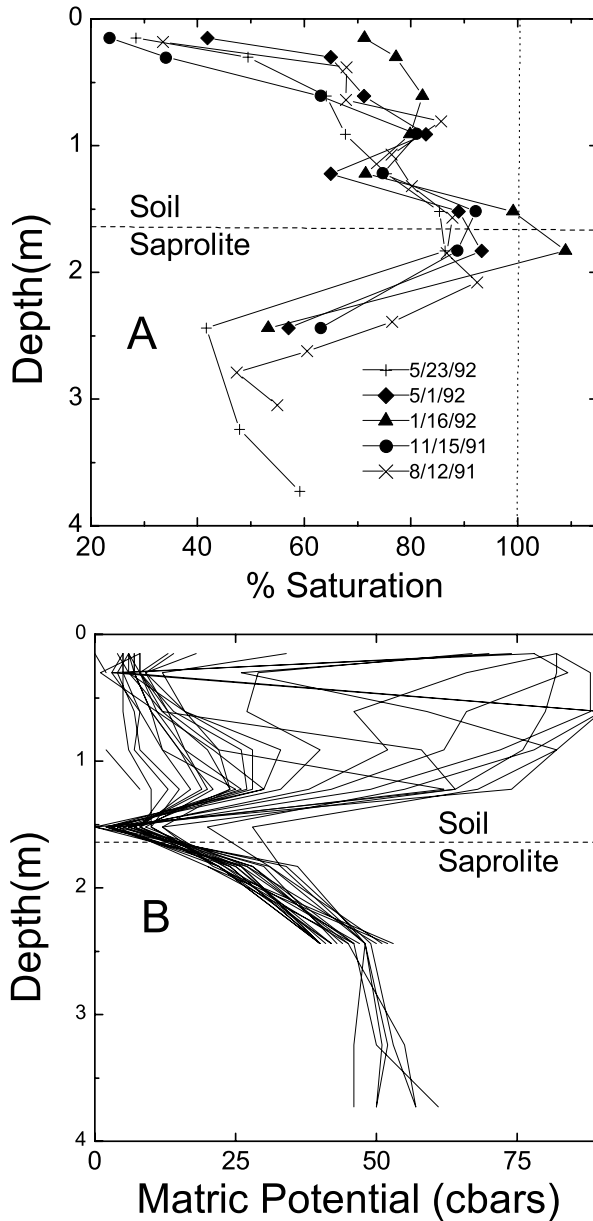 0
1
2
3
4
Depth(m)
Soil
Saprolite
A
5/23/92
5/1/92
1/16/92
11/15/91
8/12/91
20 40 60 80 100
% Saturation
0
1
2
3
4
Depth(m)
Soil
Saprolite
B
0 25 50 75
Matric Potential (cbars)